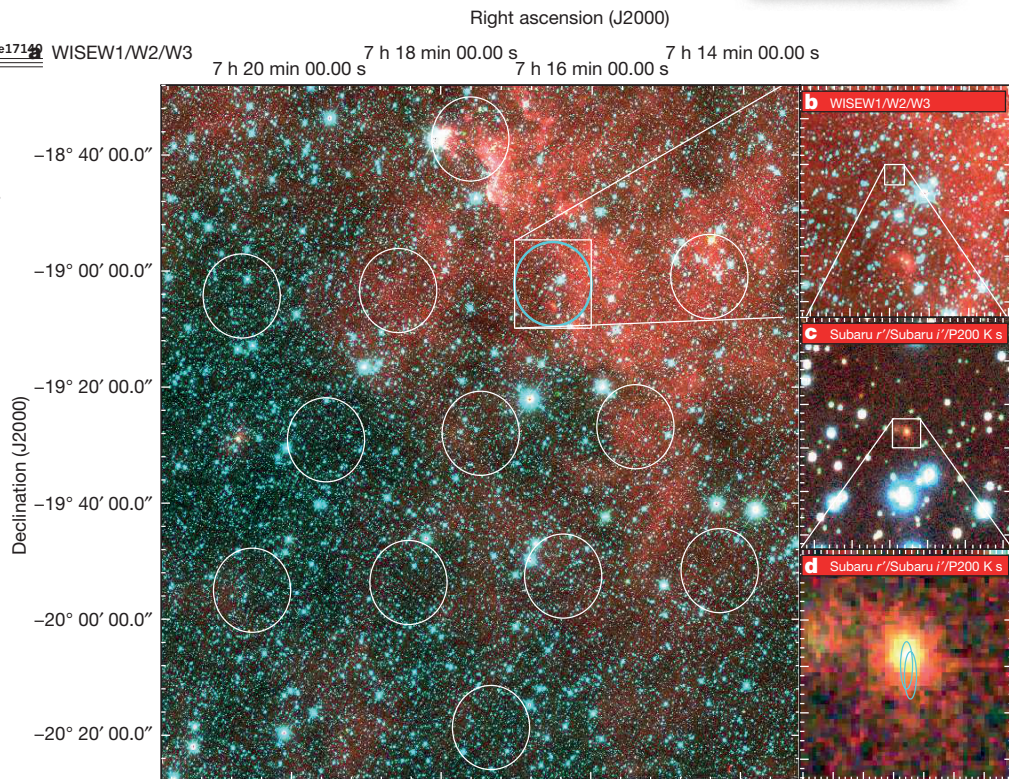 Right ascension (J2000)
a WISEW1/W2/W3
7 h 18 min 00.00 s
7 h 14 min 00.00 s
7 h 20 min 00.00 s
7 h 16 min 00.00 s
b WISEW1/W2/W3
−18° 40′ 00.0″
−19° 00′ 00.0″
−19° 20′ 00.0″
−19° 40′ 00.0″
−20° 00′ 00.0″
−20° 20′ 00.0″
Declination (J2000)
c Subaru r′/Subaru i′/P200 K s
d Subaru r′/Subaru i′/P200 K s